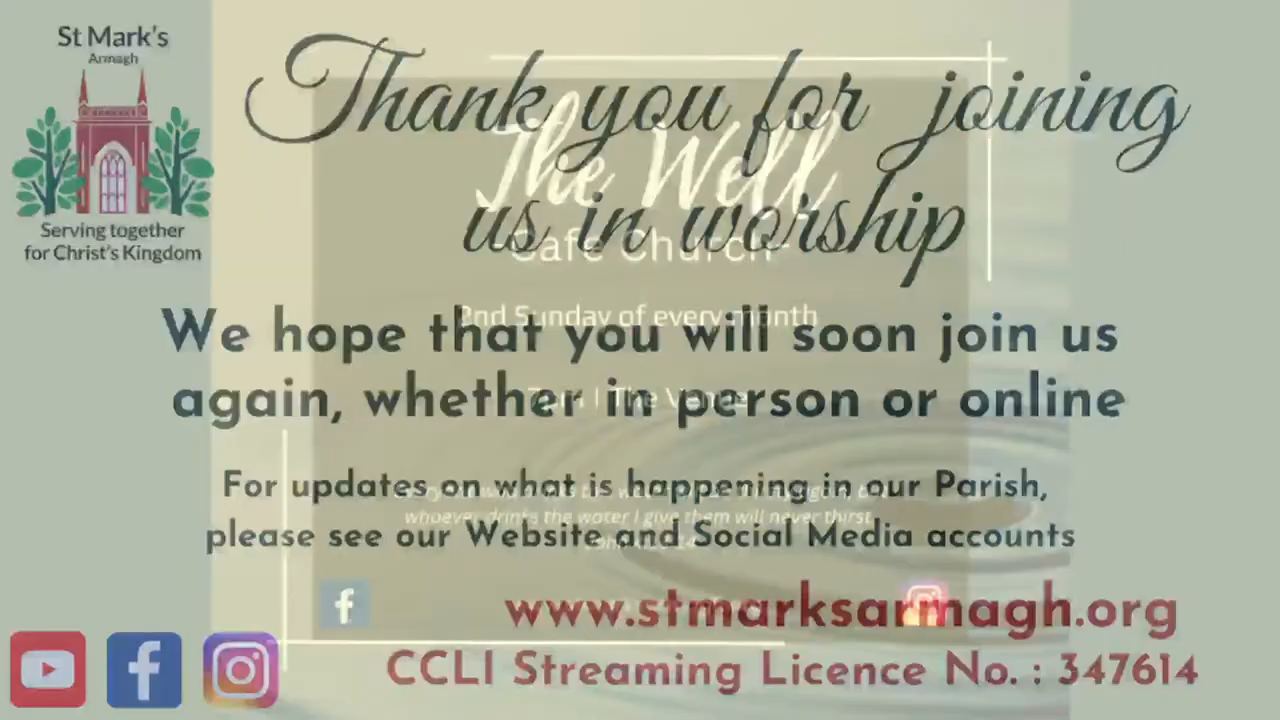 St Mark's
Armagh
Serving together
for Christ's Kingdom
Thank you for joining
us in worship
The Well
-Cafe Church-
2nd Sunday of every month
7pm | The Venue
We hope that you will soon join us
again, whether in person or online
For updates on what is happening in our Parish,
please see our Website and Social Media accounts
whoever drinks the water I give them will never thirst
www.stmarksarmagh.org
CCLI Streaming Licence No. : 347614